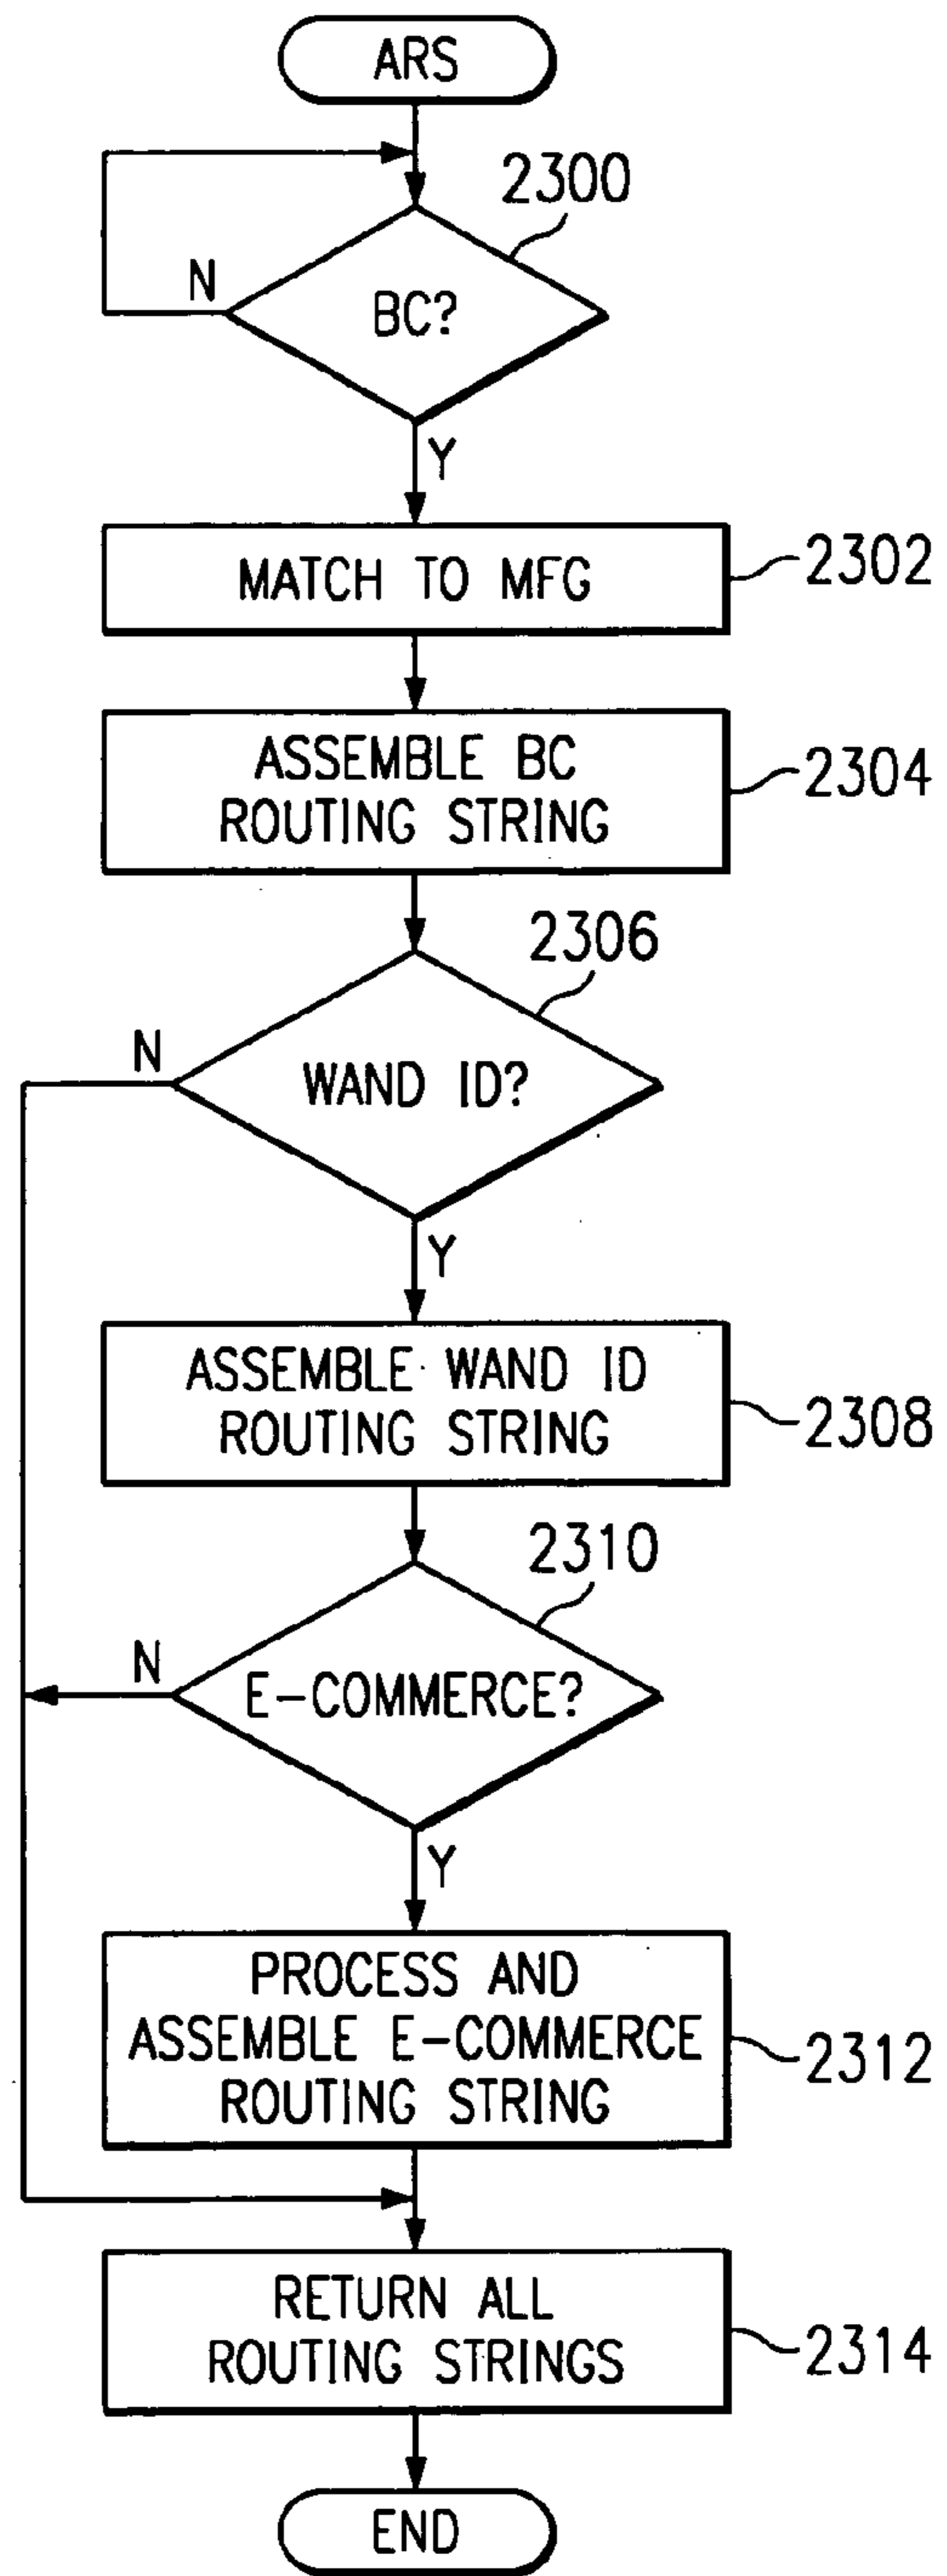 ARS
2300
N
BC?
Y
MATCH TO MFG
2302
ASSEMBLE BC
ROUTING STRING
2304
2306
N
WAND ID?
Y
ASSEMBLE WAND ID
ROUTING STRING
2308
2310
N
E-COMMERCE?
Y
PROCESS AND
ASSEMBLE E-COMMERCE
ROUTING STRING
2312
RETURN ALL
ROUTING STRINGS
2314
END